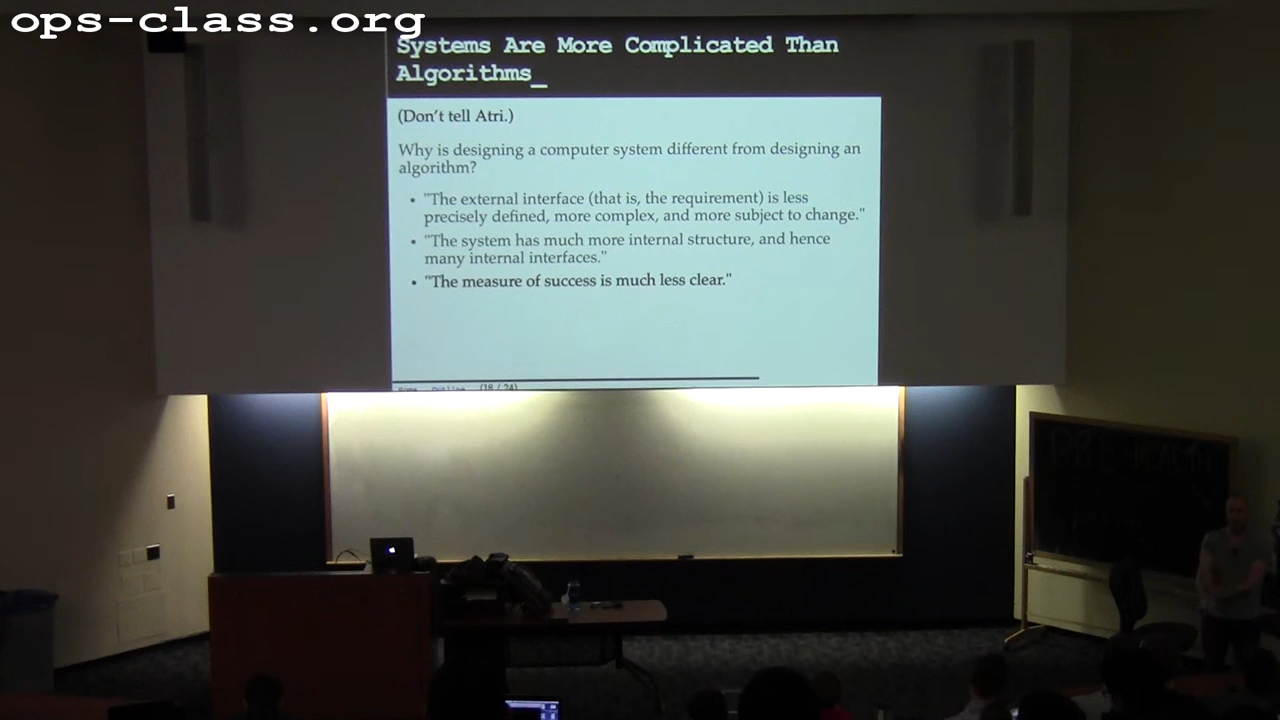 ops-class.org
Systems Are More Complicated Than
Algorithms_
(Don't tell Atri.)
Why is designing a computer system different from designing an
algorithm?
• "The external interface (that is, the requirement) is less
precisely defined, more complex, and more subject to change."
• "The system has much more internal structure, and hence
many internal interfaces."
• "The measure of success is much less clear."
(18 / 24)